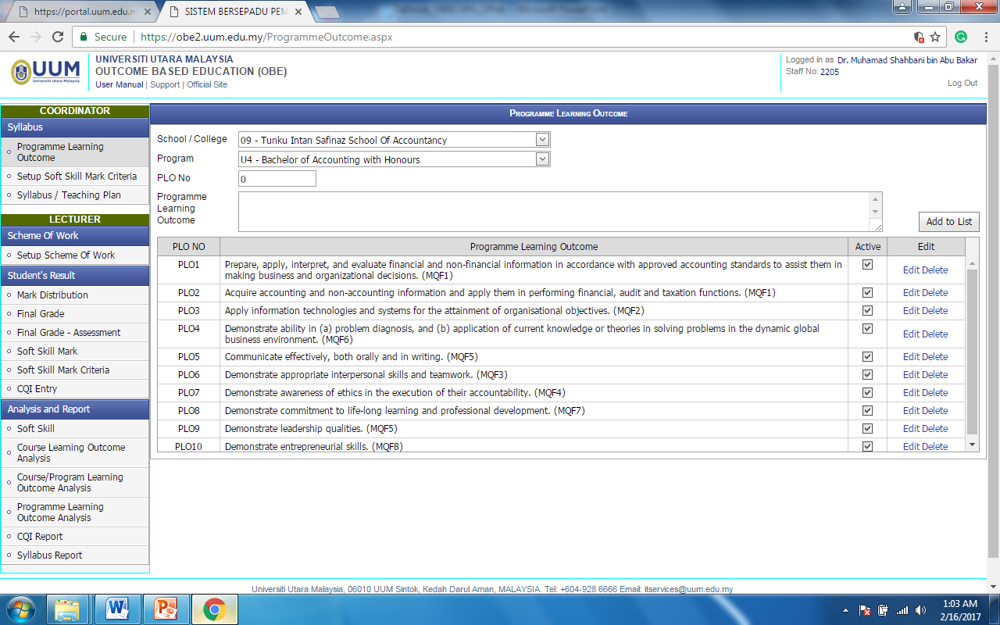 https://portal.uum.edu.m
SISTEM BERSEPADU PEM
Secure
https://obe2.uum.edu.my/ProgrammeOutcome.aspx
UUM
Universiti Utara Malaysia
UNIVERSITI UTARA MALAYSIA
OUTCOME BASED EDUCATION (OBE)
User Manual | Support | Official Site
Logged in as Dr. Muhamad Shahbani bin Abu Bakar
Staff No: 2205
Log Out
COORDINATOR
Syllabus
Programme Learning
Outcome
Setup Soft Skill Mark Criteria
Syllabus / Teaching Plan
LECTURER
Scheme Of Work
Setup Scheme Of Work
Student's Result
Mark Distribution
Final Grade
Final Grade - Assessment
Soft Skill Mark
Soft Skill Mark Criteria
CQI Entry
Analysis and Report
Soft Skill
Course Learning Outcome
Analysis
Course/Program Learning
Outcome Analysis
Programme Learning
Outcome Analysis
CQI Report
Syllabus Report
Programme Learning Outcome
School / College 09 - Tunku Intan Safinaz School Of Accountancy
Program U4 - Bachelor of Accounting with Honours
PLO No 0
Programme
Learning
Outcome
Add to List
PLO NO Programme Learning Outcome Active Edit
PLO1 Prepare, apply, interpret, and evaluate financial and non-financial information in accordance with approved accounting standards to assist them in
making business and organizational decisions. (MQF1) Edit Delete
PLO2 Acquire accounting and non-accounting information and apply them in performing financial, audit and taxation functions. (MQF1) Edit Delete
PLO3 Apply information technologies and systems for the attainment of organisational objectives. (MQF2) Edit Delete
PLO4 Demonstrate ability in (a) problem diagnosis, and (b) application of current knowledge or theories in solving problems in the dynamic global
business environment. (MQF6) Edit Delete
PLO5 Communicate effectively, both orally and in writing. (MQF5) Edit Delete
PLO6 Demonstrate appropriate interpersonal skills and teamwork. (MQF3) Edit Delete
PLO7 Demonstrate awareness of ethics in the execution of their accountability. (MQF4) Edit Delete
PLO8 Demonstrate commitment to life-long learning and professional development. (MQF7) Edit Delete
PLO9 Demonstrate leadership qualities. (MQF5) Edit Delete
PLO10 Demonstrate entrepreneurial skills. (MQF8) Edit Delete
Universiti Utara Malaysia, 06010 UUM Sintok, Kedah Darul Aman, MALAYSIA. Tel: +604-928 6666 Email: itservices@uum.edu.my
1:03 AM
2/16/2017